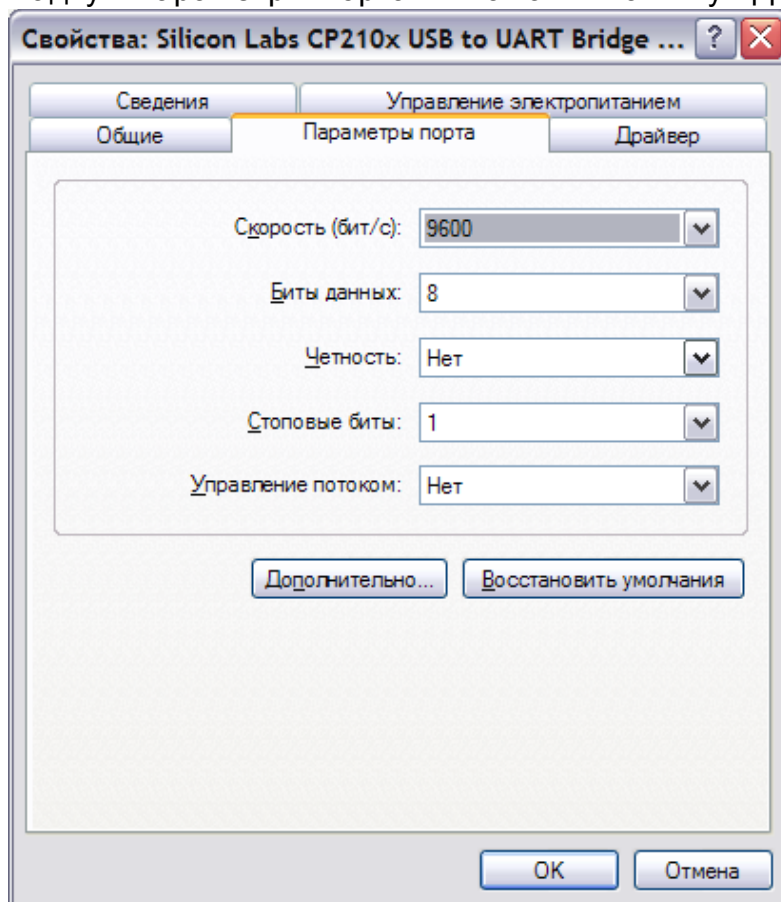 Свойства: Silicon Labs CP210x USB to UART Bridge ...
Сведения
Управление электропитанием
Общие
Параметры порта
Драйвер
Скорость (бит/с): 9600
Биты данных: 8
Четность: Нет
Стоповые биты: 1
Управление потоком: Нет
Дополнительно... Восстановить умолчания
OK Отмена